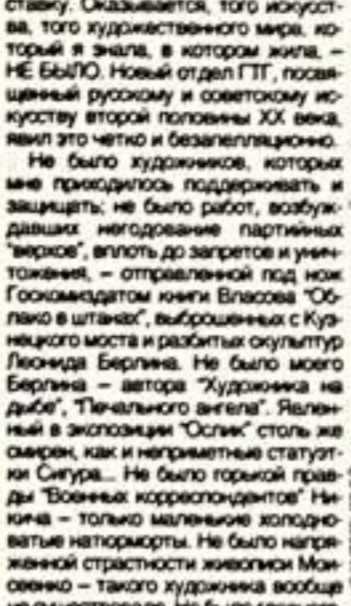 ставку. Оказывается, того искусст-
ва, того художественного мира, ко-
торый я знала, в котором жила, –
НЕ БЫЛО. Новый отдел ГТГ, посвя-
щенный русскому и советскому ис-
кусству второй половины XX века,
явил это четко и безапелляционно.
Не было художников, которых
мне приходилось поддерживать и
защищать; не было работ, возбуж-
давших негодование партийных
"верхов", вплоть до запретов и унич-
тожения, – отправленной под нож
Госкомиздатом книги Власова "Об-
лако в штанах", выброшенных с Куз-
нецкого моста и разбитых скульптур
Леонида Берлина. Не было моего
Берлина – автора "Художника на
дыбе", "Печального ангела". Явлен-
ный в экспозиции "Ослик" столь же
смирен, как и неприметные статуэт-
ки Сигура... Не было горькой прав-
ды "Военных корреспондентов" Ни-
кича – только маленькие холодно-
ватые натюрморты. Не было напря-
женной страстности живописи Мои-
сеенко – такого художника вообще